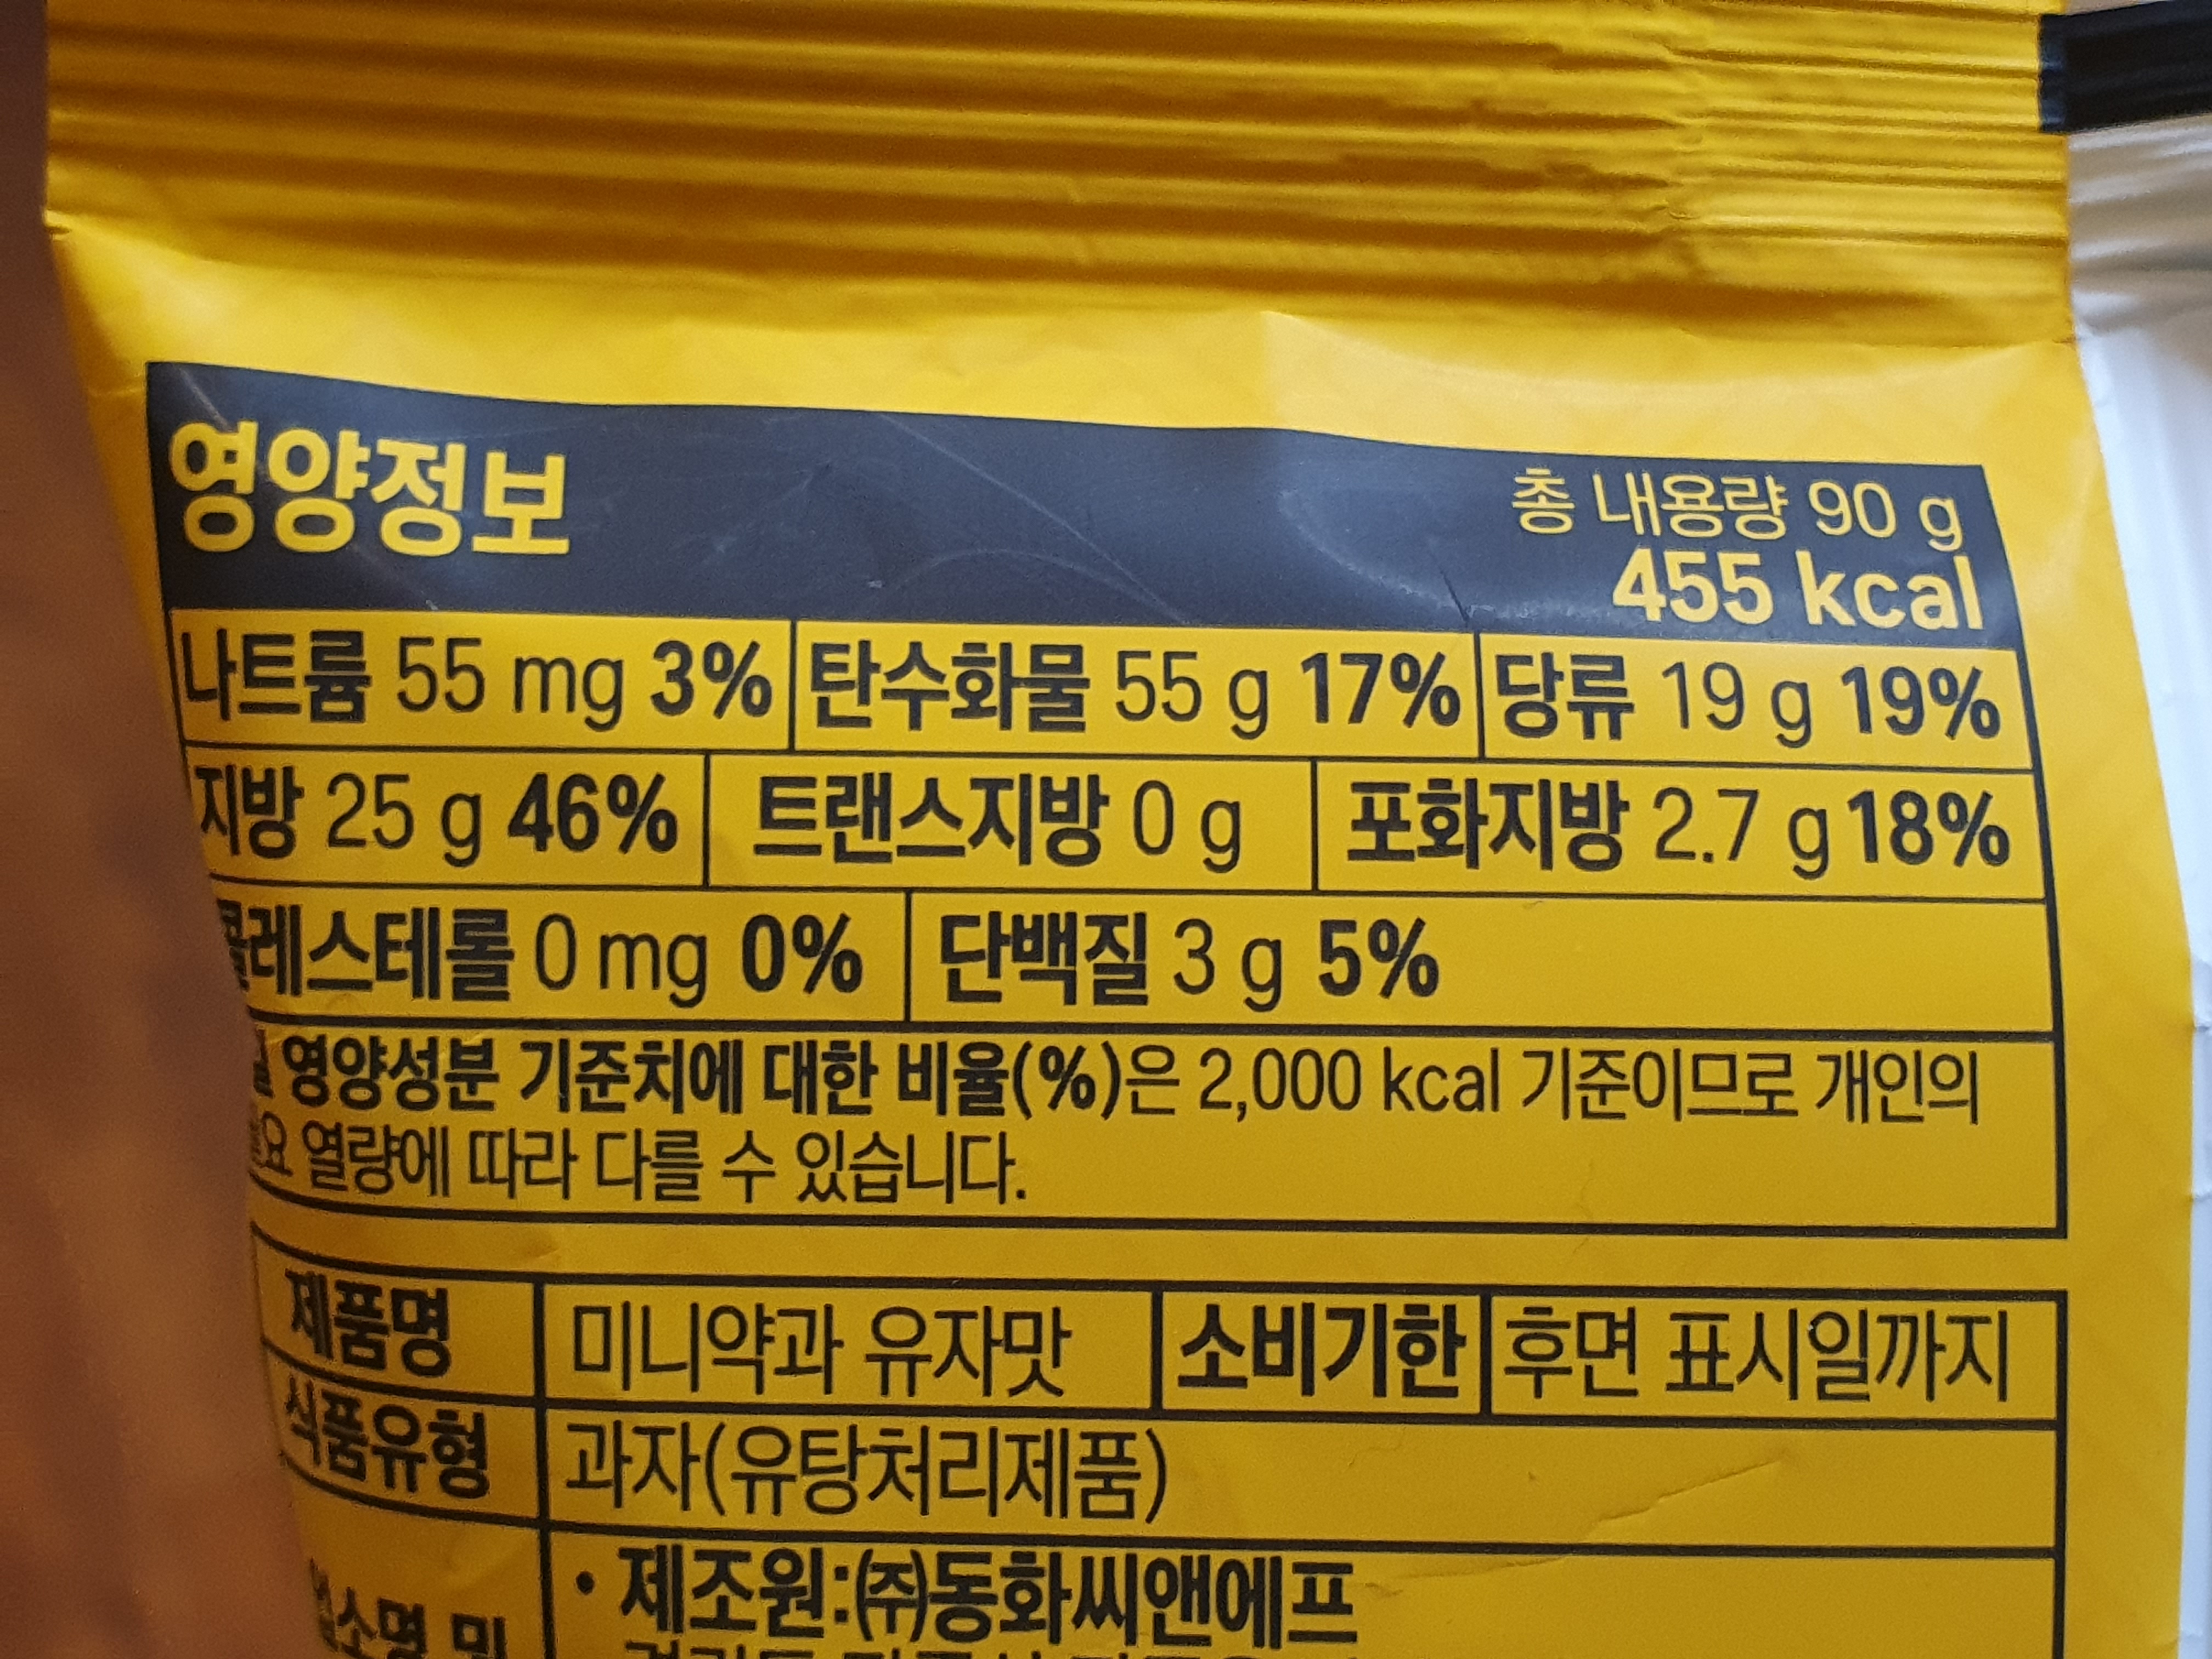 영양정보
총 내용량 90 g
455 kcal
나트륨 55 mg 3% 탄수화물 55 g 17% 당류 19 g 19%
지방 25 g 46% 트랜스지방 0 g 포화지방 2.7 g 18%
콜레스테롤 0 mg 0% 단백질 3 g 5%
영양성분 기준치에 대한 비율(%)은 2,000 kcal 기준이므로 개인의
열량에 따라 다를 수 있습니다.
제품명 미니약과 유자맛 소비기한 후면 표시일까지
식품유형 과자(유탕처리제품)
• 제조원:㈜동화씨앤에프